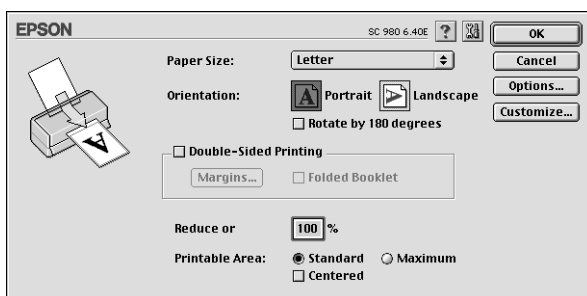 EPSON SC 980 6.40E ? OK
Paper Size: Letter Cancel
Orientation: A Portrait A Landscape Options...
Rotate by 180 degrees Customize...
A
Double-Sided Printing
Margins... Folded Booklet
Reduce or 100 %
Printable Area: Standard Maximum
Centered